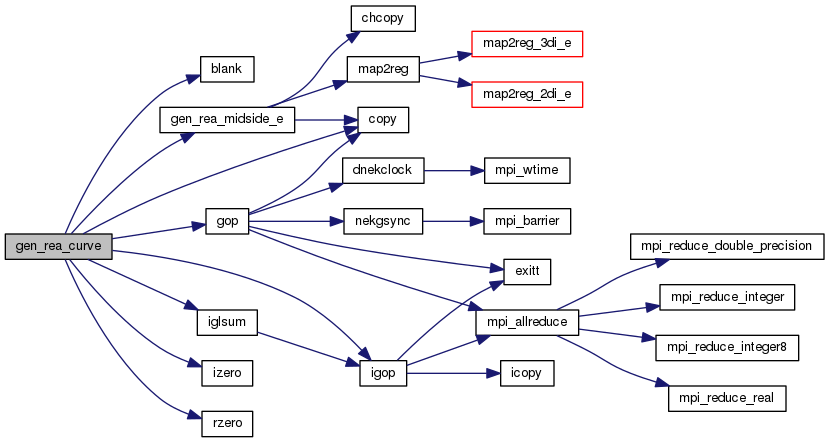 chcopy
map2reg_3di_e
blank
map2reg
map2reg_2di_e
gen_rea_midside_e
copy
dnekclock
mpi_wtime
gop
nekgsync
mpi_barrier
gen_rea_curve
mpi_reduce_double_precision
exitt
mpi_reduce_integer
iglsum
mpi_allreduce
mpi_reduce_integer8
izero
igop
icopy
mpi_reduce_real
rzero